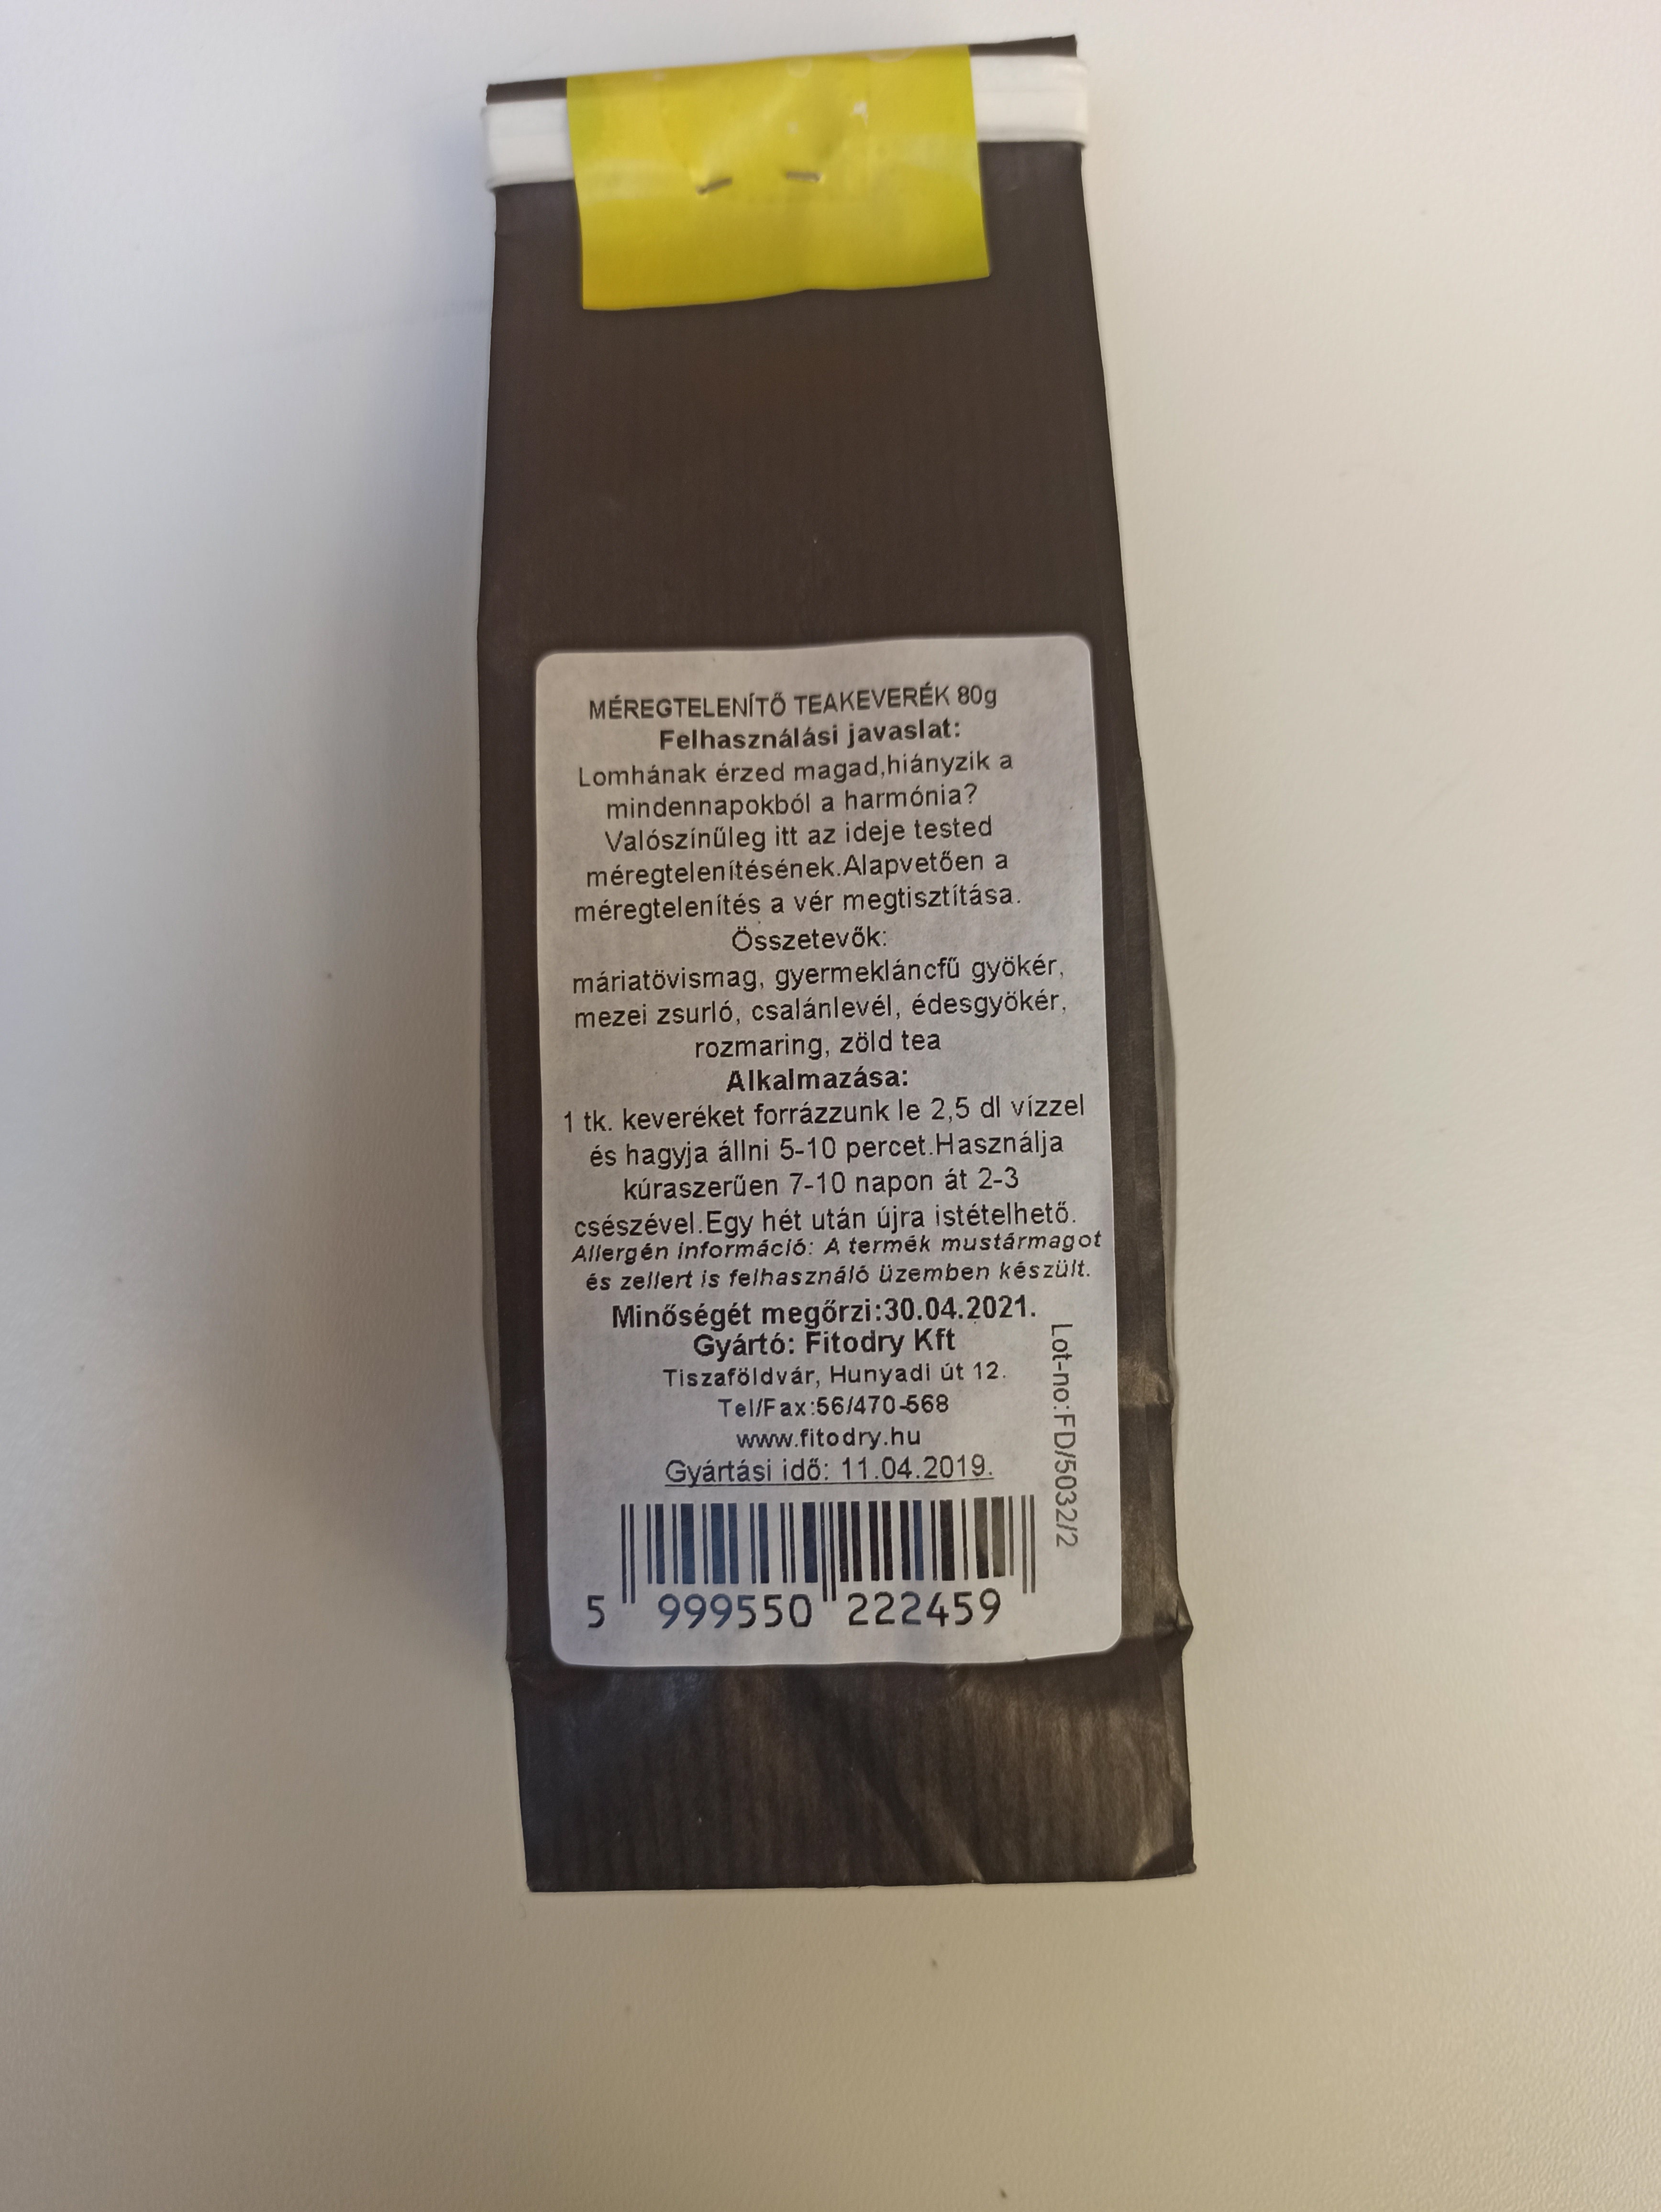 MÉREGTELENÍTŐ TEAKEVERÉK 80g
Felhasználási javaslat:
Lomhának érzed magad,hiányzik a
mindennapokból a harmónia?
Valószínűleg itt az ideje tested
méregtelenítésének.Alapvetően a
méregtelenítés a vér megtisztítása.
Összetevők:
máriatövismag, gyermekláncfű gyökér,
mezei zsurló, csalánlevél, édesgyökér,
rozmaring, zöld tea
Alkalmazása:
1 tk. keveréket forrázzunk le 2,5 dl vízzel
és hagyja állni 5-10 percet.Használja
kúraszerűen 7-10 napon át 2-3
csészével.Egy hét után újra istételhető.
Allergén információ: A termék mustármagot
és zellert is felhasználó üzemben készült.
Minőségét megőrzi:30.04.2021.
Gyártó: Fitodry Kft
Tiszaföldvár, Hunyadi út 12.
Tel/Fax:56/470-568
www.fitodry.hu
Gyártási idő: 11.04.2019.
Lot-no:FD/5032/2
5 999550 222459